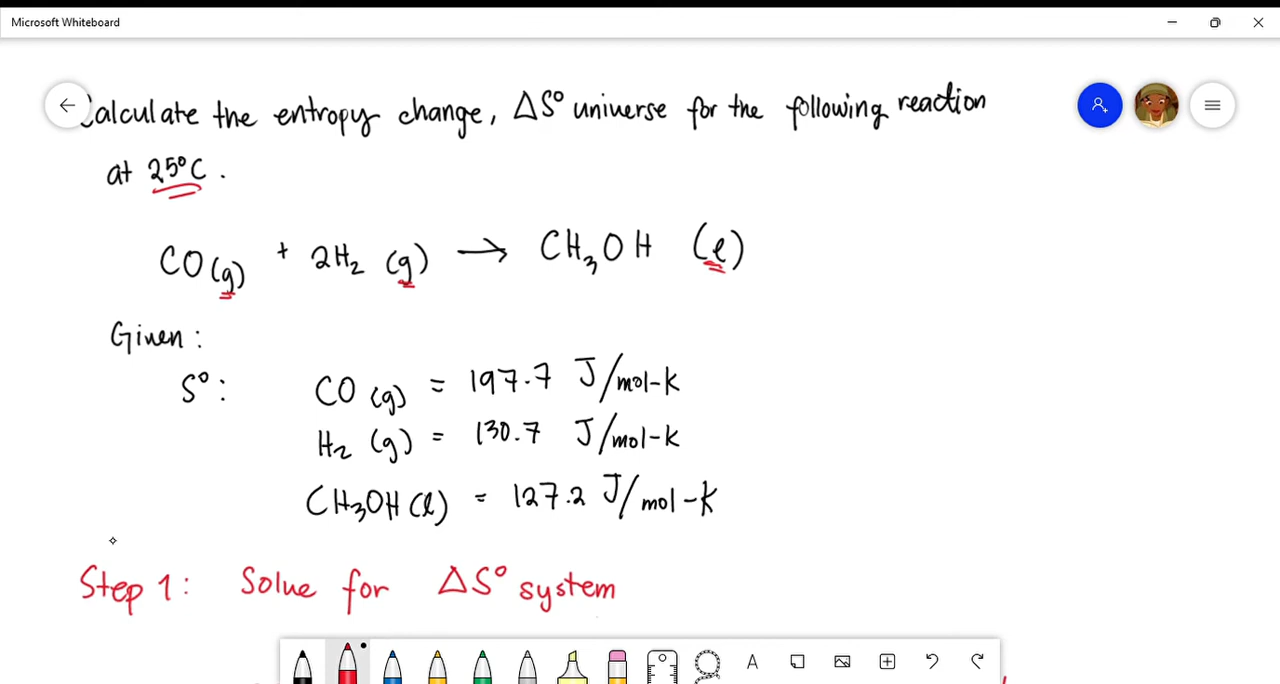 Microsoft Whiteboard
Calculate the entropy change, ΔS° universe for the following reaction
at 25°C.
CO(g) + 2H₂ (g) → CH₃OH (l)
Given:
S°: CO (g) = 197.7 J/mol-K
H₂ (g) = 130.7 J/mol-K
CH₃OH (l) = 127.2 J/mol-K
Step 1: Solve for ΔS° system
A